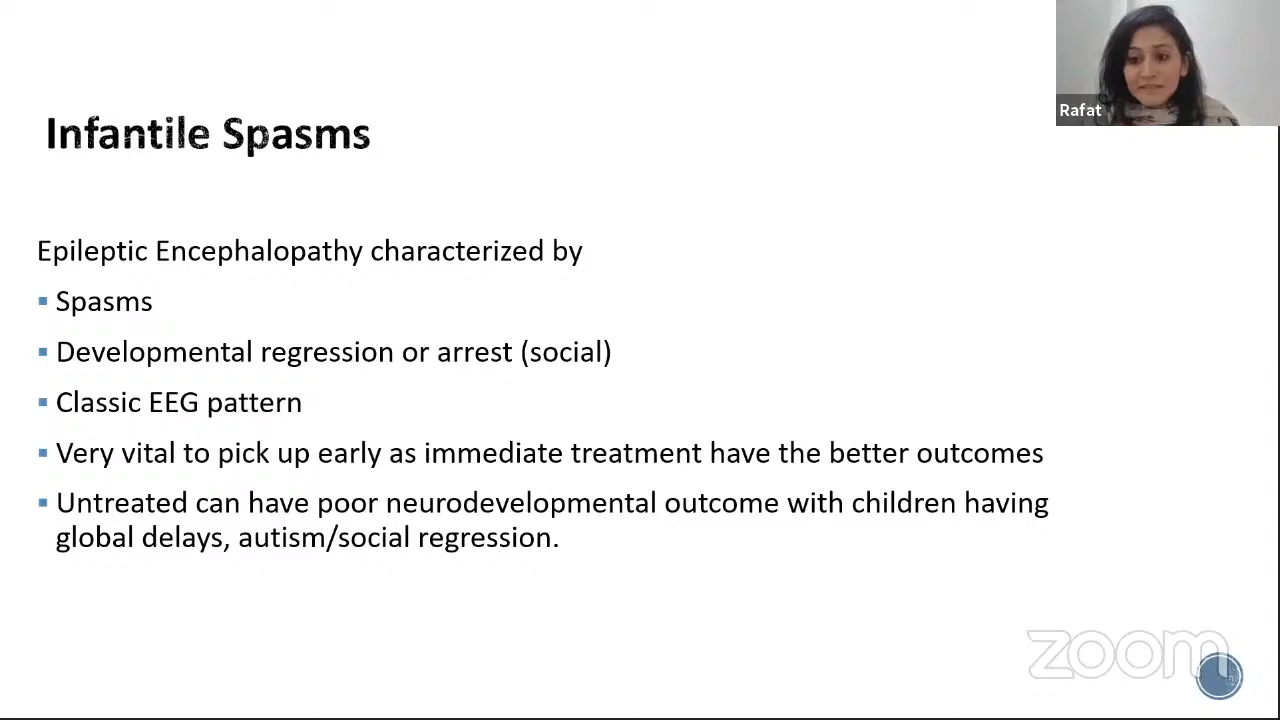 Rafat
Infantile Spasms
Epileptic Encephalopathy characterized by
▪ Spasms
▪ Developmental regression or arrest (social)
▪ Classic EEG pattern
▪ Very vital to pick up early as immediate treatment have the better outcomes
▪ Untreated can have poor neurodevelopmental outcome with children having
global delays, autism/social regression.
zoom